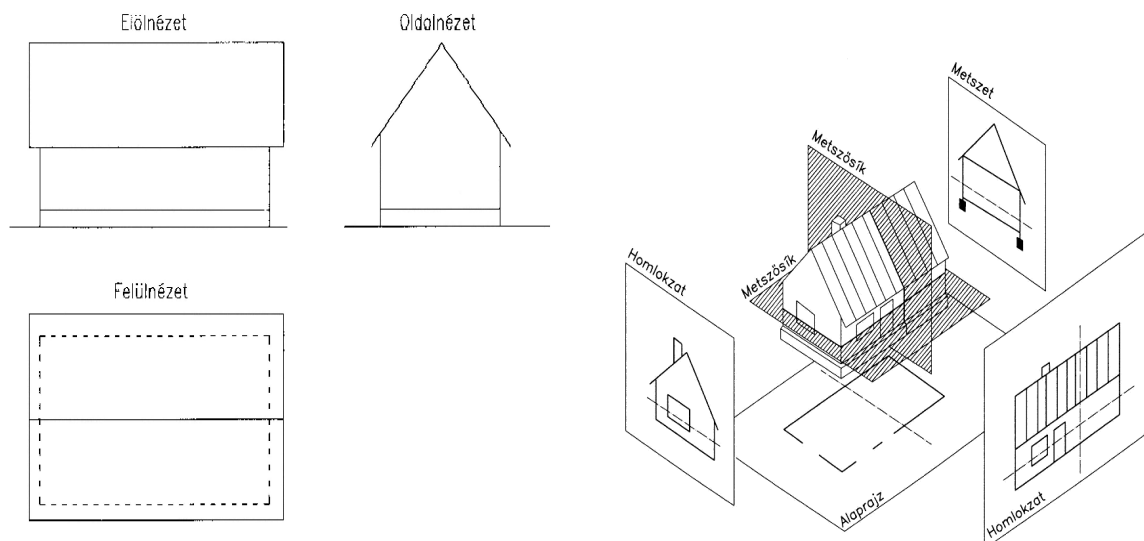 Elölnézet
Oldalnézet
Felülnézet
Metszet
Metszősík
Metszősík
Homlokzat
Alaprajz
Homlokzat